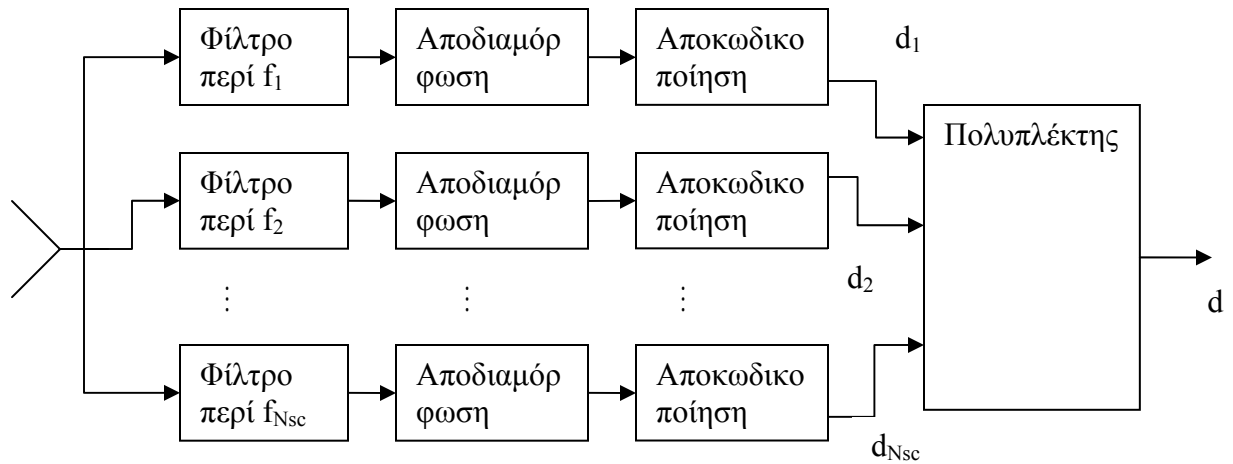 Φίλτρο
περί f₁
Αποδιαμόρ
φωση
Αποκωδικο
ποίηση
d₁
Πολυπλέκτης
Φίλτρο
περί f₂
Αποδιαμόρ
φωση
Αποκωδικο
ποίηση
d₂
d
Φίλτρο
περί fNsc
Αποδιαμόρ
φωση
Αποκωδικο
ποίηση
dNsc